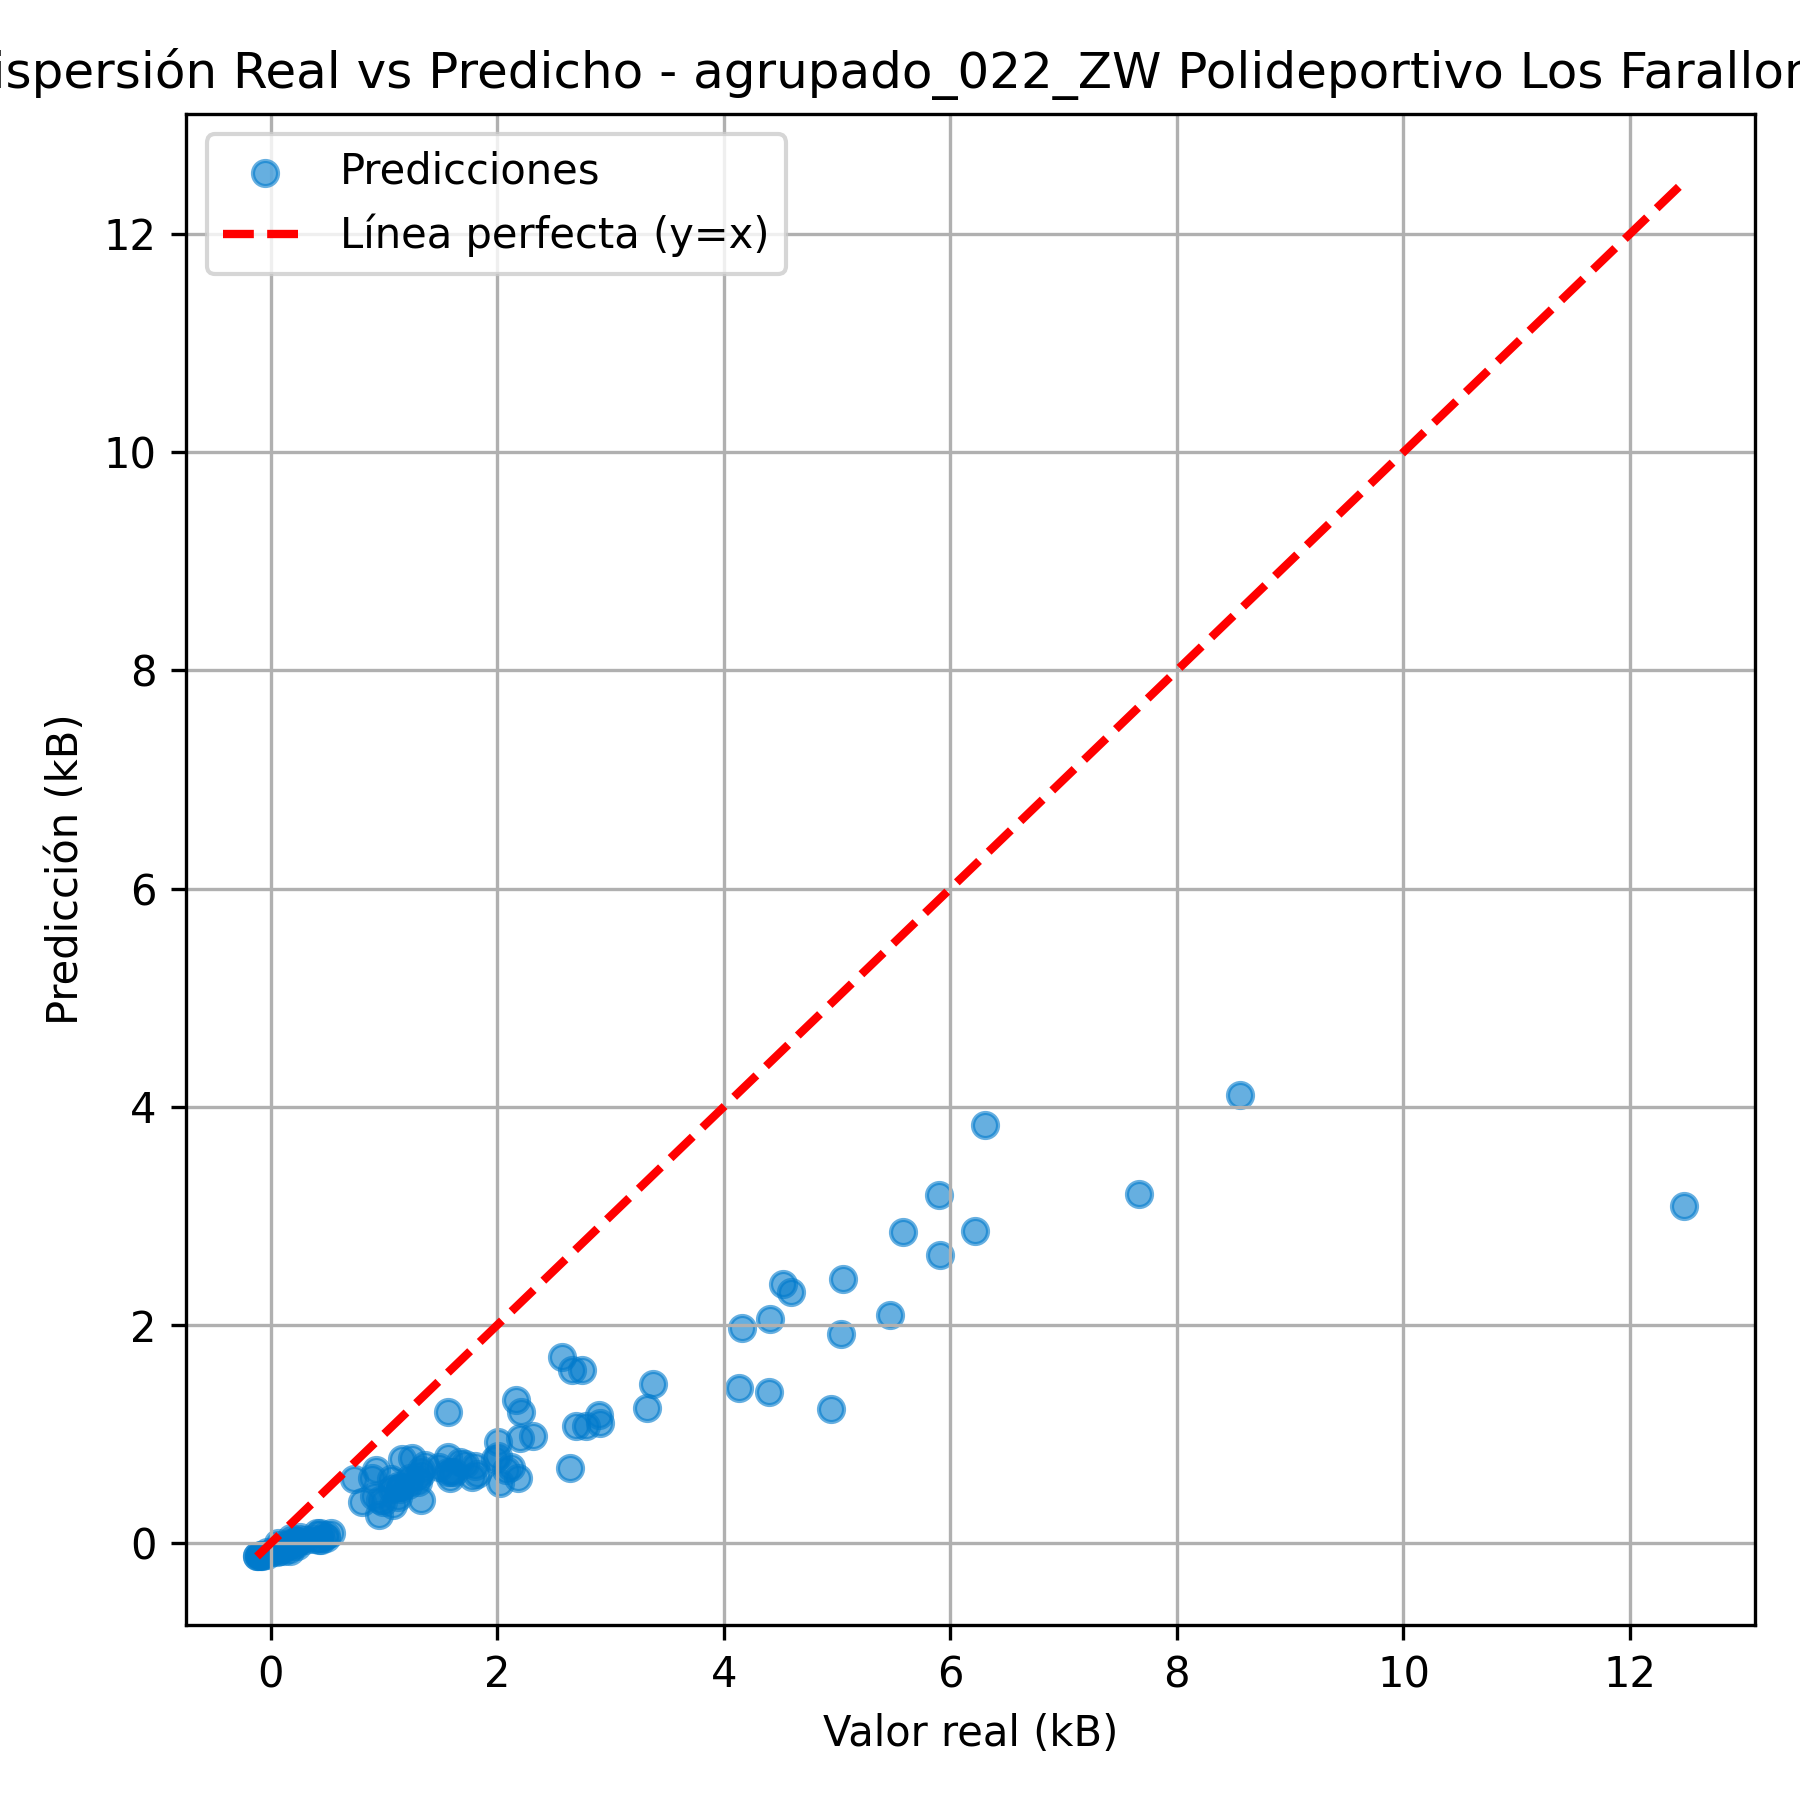 ispersión Real vs Predicho - agrupado_022_ZW Polideportivo Los Farallon
Predicciones
Línea perfecta (y=x)
12
10
8
6
4
2
0
Predicción (kB)
0 2 4 6 8 10 12
Valor real (kB)